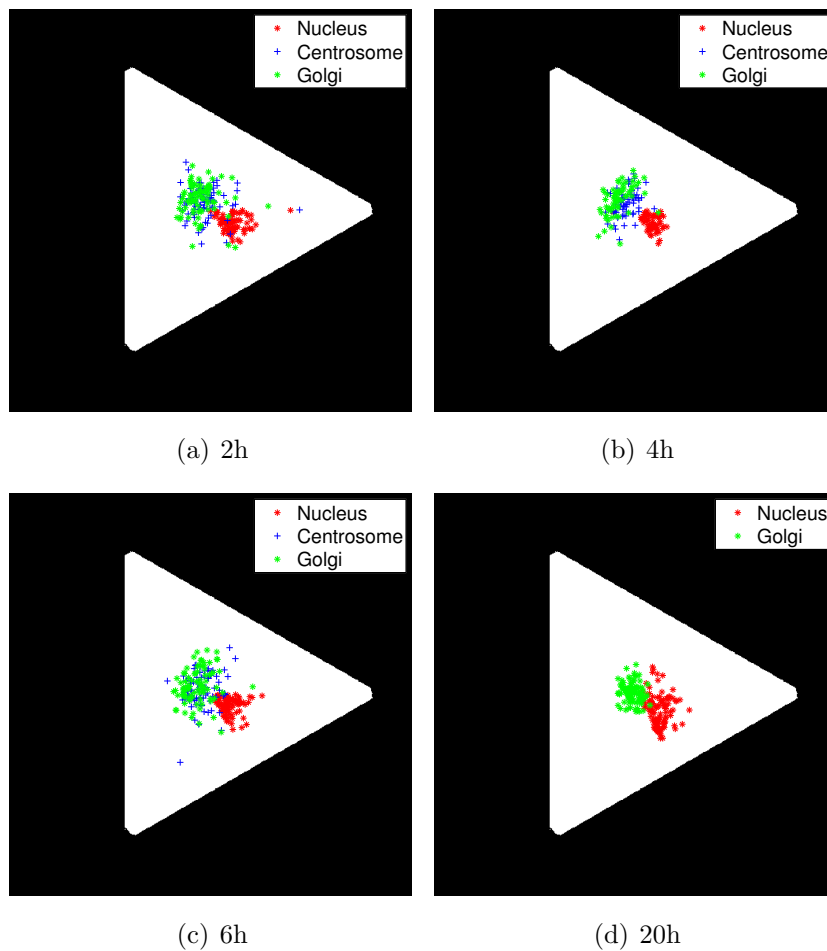 Nucleus
Centrosome
Golgi
Nucleus
Centrosome
Golgi
(a) 2h
(b) 4h
Nucleus
Centrosome
Golgi
Nucleus
Golgi
(c) 6h
(d) 20h